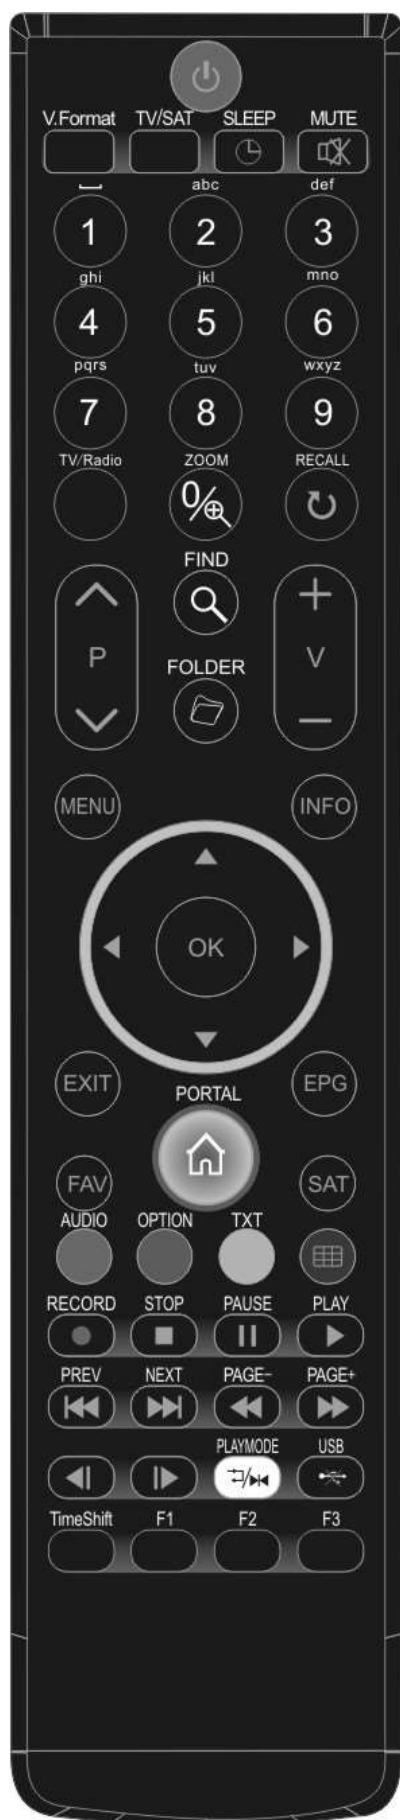 V.Format TV/SAT SLEEP MUTE
abc def
1 2 3
ghi jkl mno
4 5 6
pqrs tuv wxyz
7 8 9
TV/Radio ZOOM RECALL
0/
FIND
P V
FOLDER
MENU INFO
OK
EXIT EPG
PORTAL
FAV SAT
AUDIO OPTION TXT
RECORD STOP PAUSE PLAY
PREV NEXT PAGE- PAGE+
PLAYMODE USB
TimeShift F1 F2 F3